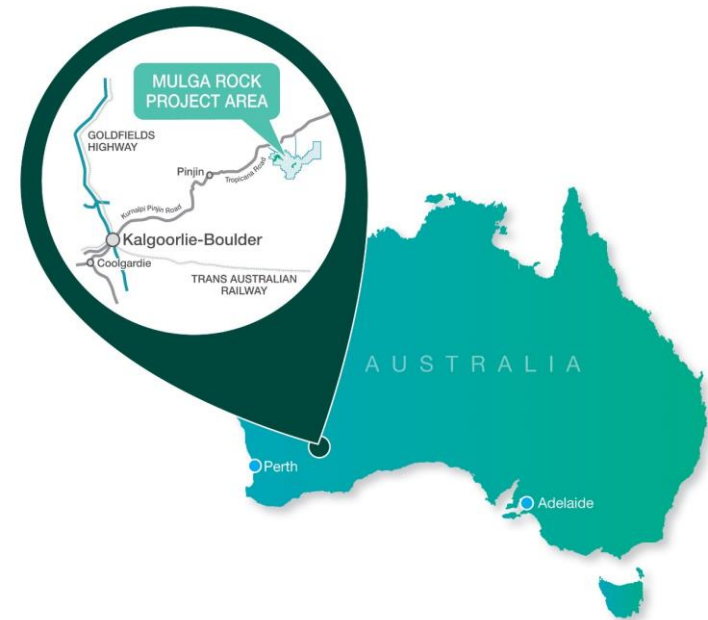 MULGA ROCK
PROJECT AREA
GOLDFIELDS
HIGHWAY
Pinjin
Tropicana Road
Kurnalpi Pinjin Road
Kalgoorlie-Boulder
Coolgardie
TRANS AUSTRALIAN
RAILWAY
AUSTRALIA
Perth
Adelaide